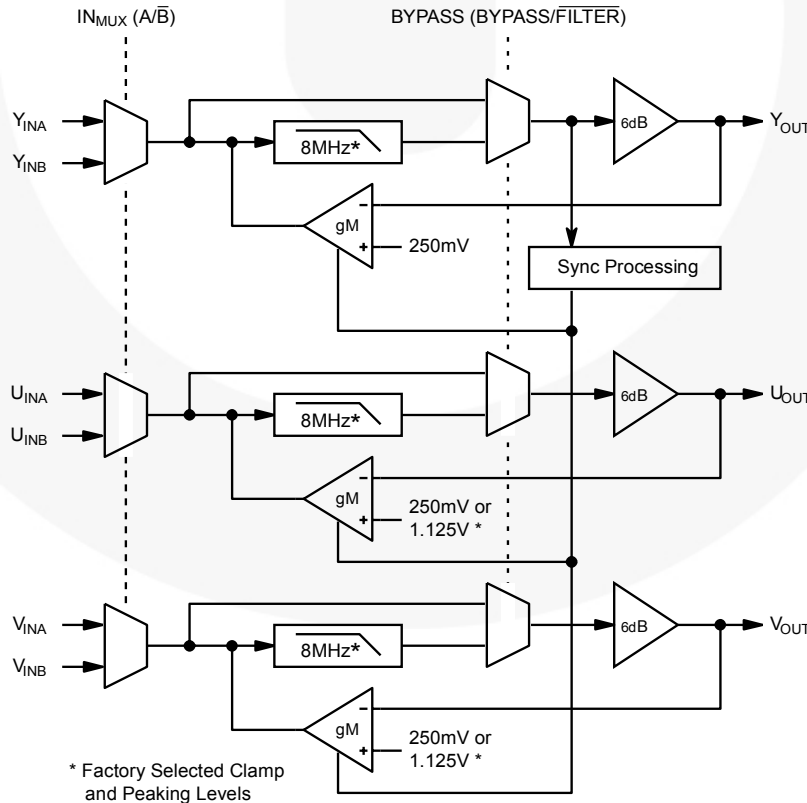 IN_MUX (A/B̅) BYPASS (BYPASS/F̅I̅L̅T̅E̅R̅)
Y_INA
Y_INB
8MHz*
6dB
Y_OUT
gM
-
+
250mV
Sync Processing
U_INA
U_INB
8MHz*
6dB
U_OUT
gM
-
+
250mV or
1.125V *
V_INA
V_INB
8MHz*
6dB
V_OUT
gM
-
+
250mV or
1.125V *
* Factory Selected Clamp
and Peaking Levels